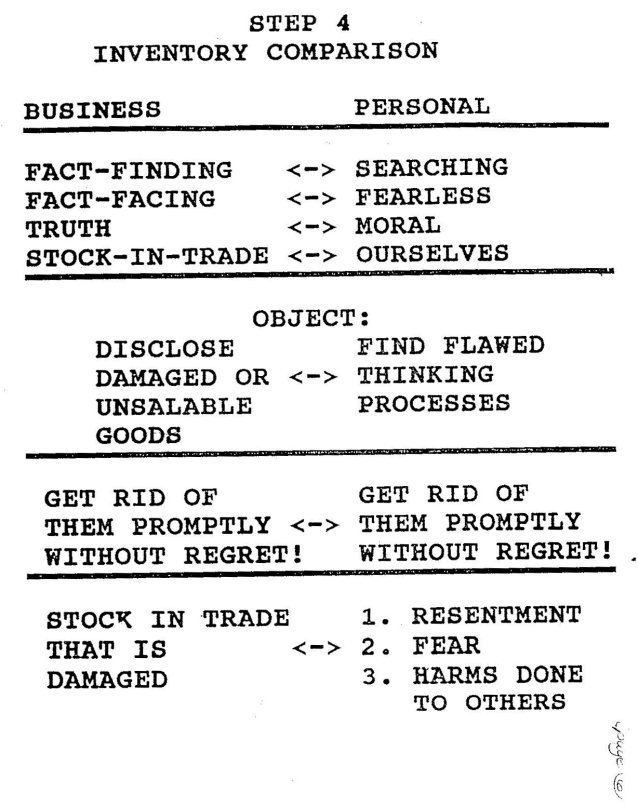 STEP 4
INVENTORY COMPARISON
BUSINESS PERSONAL
FACT-FINDING <-> SEARCHING
FACT-FACING <-> FEARLESS
TRUTH <-> MORAL
STOCK-IN-TRADE <-> OURSELVES
OBJECT:
DISCLOSE FIND FLAWED
DAMAGED OR <-> THINKING
UNSALABLE PROCESSES
GOODS
GET RID OF GET RID OF
THEM PROMPTLY <-> THEM PROMPTLY
WITHOUT REGRET! WITHOUT REGRET!
STOCK IN TRADE 1. RESENTMENT
THAT IS <-> 2. FEAR
DAMAGED 3. HARMS DONE
TO OTHERS